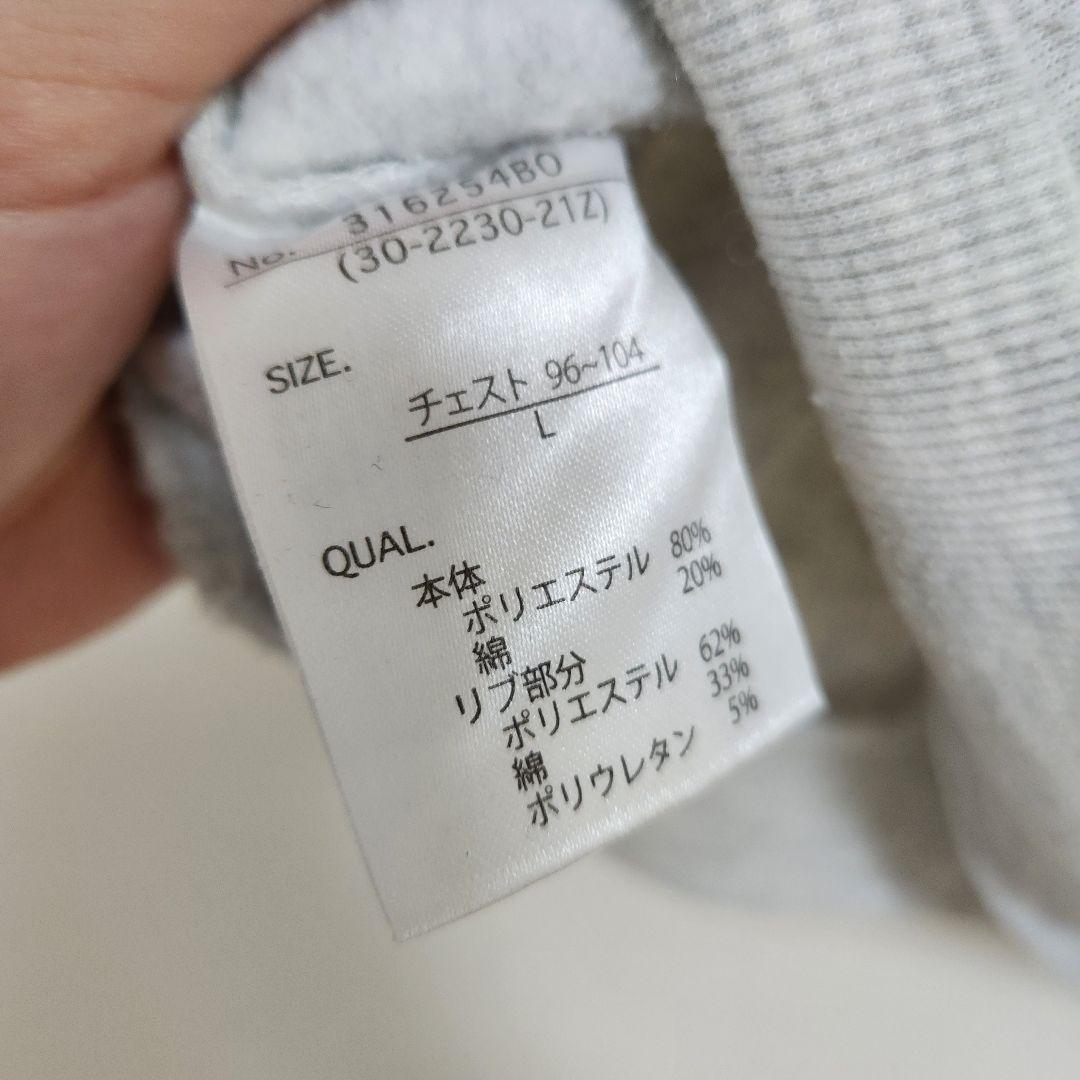 No. 316254B0
(30-2230-21Z)
SIZE.
チェスト 96~104
L
QUAL.
本体
ポリエステル 80%
綿 20%
リブ部分
ポリエステル 62%
綿 33%
ポリウレタン 5%